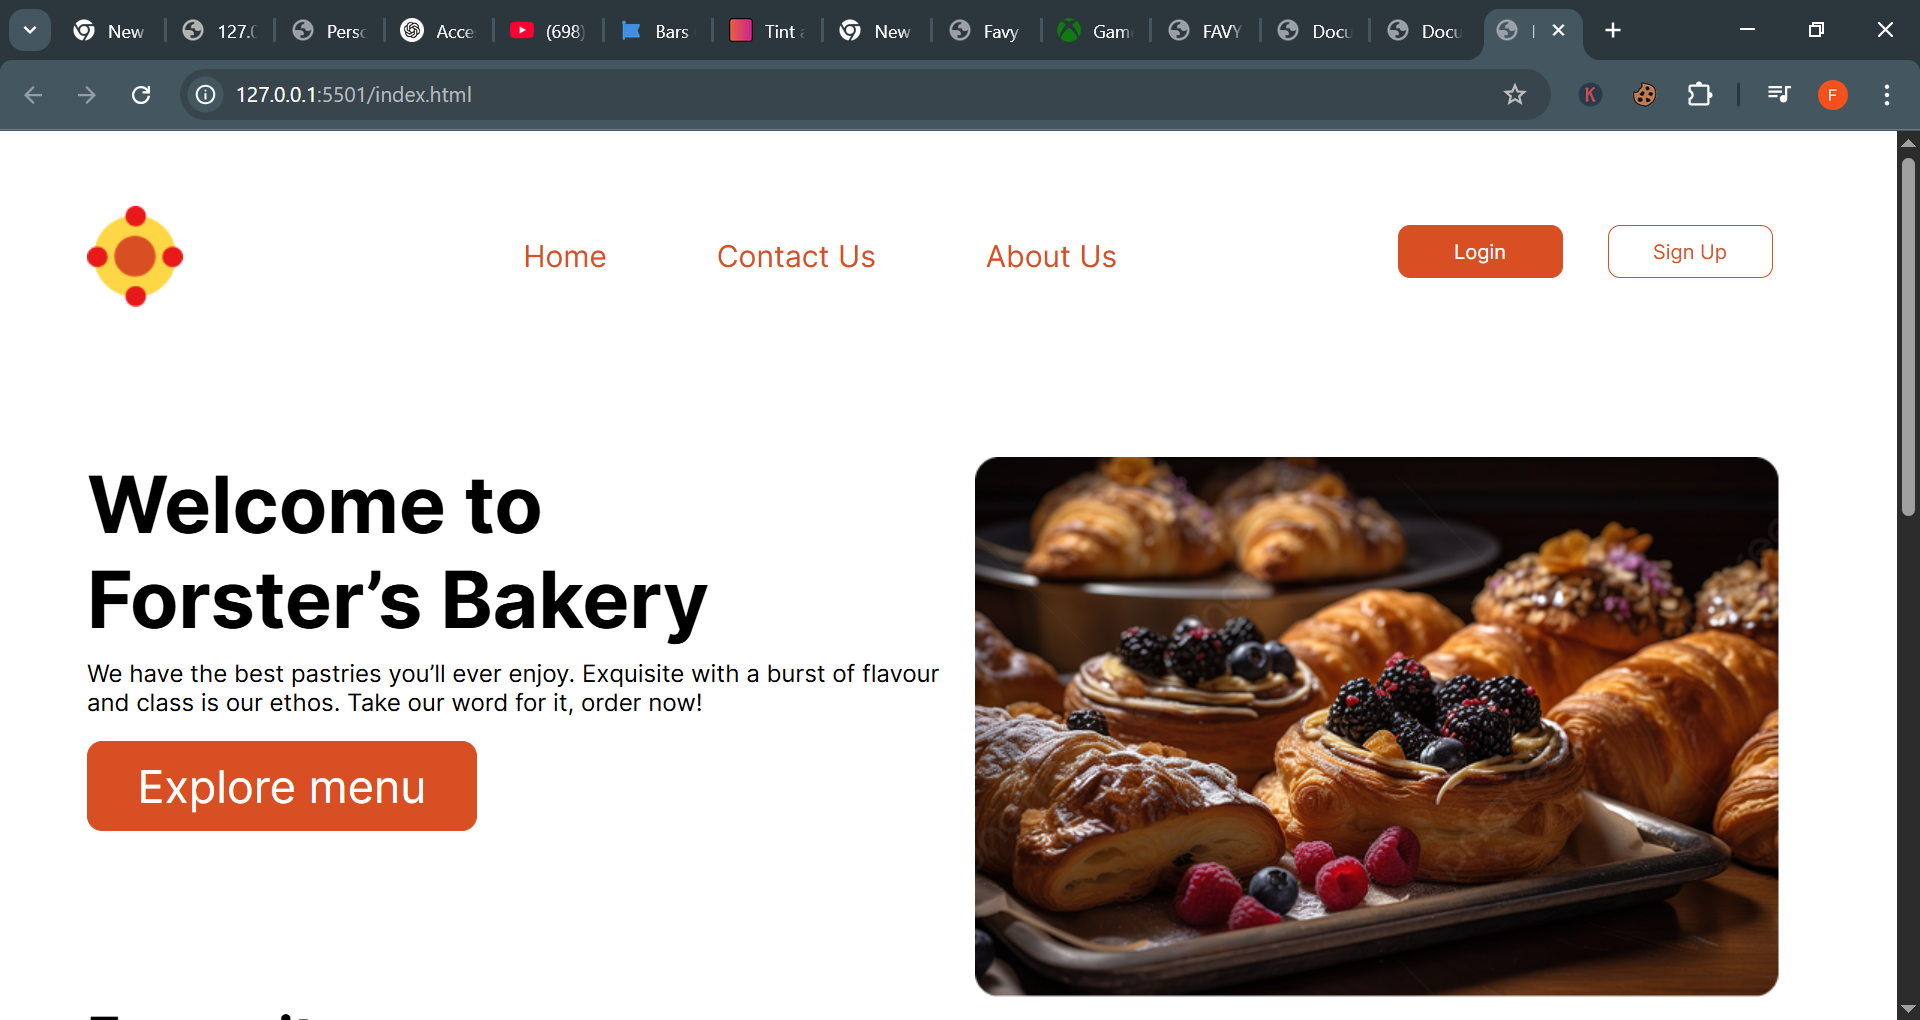 New
127.0
Perso
Acce
(698)
Bars
Tint a
New
Favy
Gam
FAVY
Docu
Docu
127.0.0.1:5501/index.html
K
F
Home
Contact Us
About Us
Login
Sign Up
Welcome to
Forster’s Bakery
We have the best pastries you’ll ever enjoy. Exquisite with a burst of flavour
and class is our ethos. Take our word for it, order now!
Explore menu